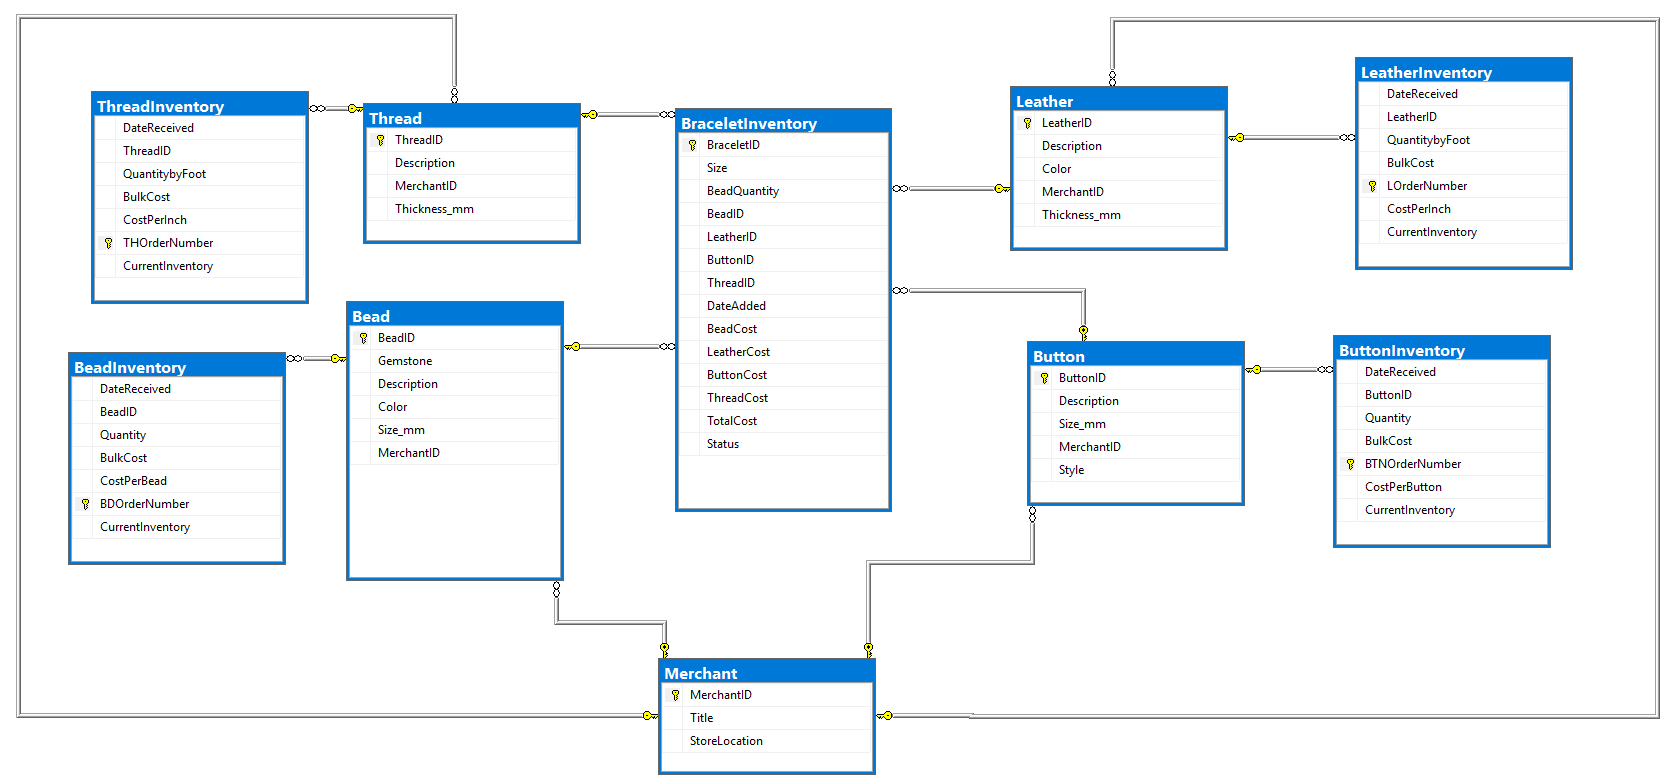 ThreadInventory
DateReceived
ThreadID
QuantitybyFoot
BulkCost
CostPerInch
THOrderNumber
CurrentInventory
Thread
ThreadID
Description
MerchantID
Thickness_mm
BraceletInventory
BraceletID
Size
BeadQuantity
BeadID
LeatherID
ButtonID
ThreadID
DateAdded
BeadCost
LeatherCost
ButtonCost
ThreadCost
TotalCost
Status
Leather
LeatherID
Description
Color
MerchantID
Thickness_mm
LeatherInventory
DateReceived
LeatherID
QuantitybyFoot
BulkCost
LOrderNumber
CostPerInch
CurrentInventory
BeadInventory
DateReceived
BeadID
Quantity
BulkCost
CostPerBead
BDOrderNumber
CurrentInventory
Bead
BeadID
Gemstone
Description
Color
Size_mm
MerchantID
Button
ButtonID
Description
Size_mm
MerchantID
Style
ButtonInventory
DateReceived
ButtonID
Quantity
BulkCost
BTNOrderNumber
CostPerButton
CurrentInventory
Merchant
MerchantID
Title
StoreLocation